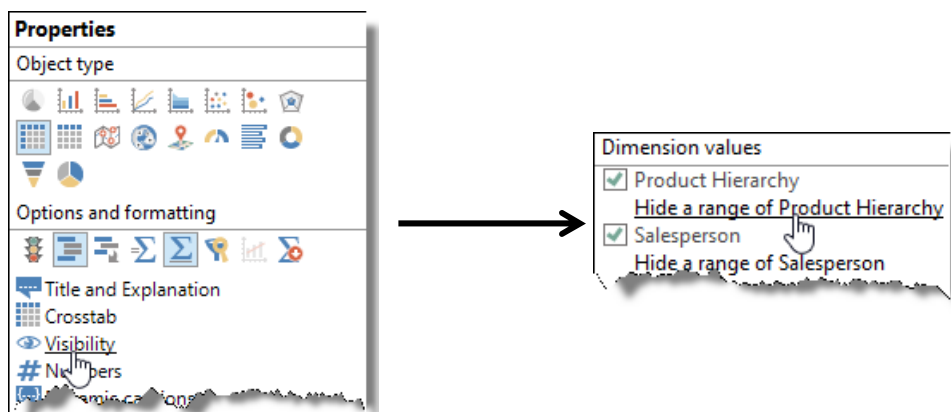 Properties
Object type
Options and formatting
Title and Explanation
Crosstab
Visibility
Dimension values
Product Hierarchy
Hide a range of Product Hierarchy
Salesperson
Hide a range of Salesperson